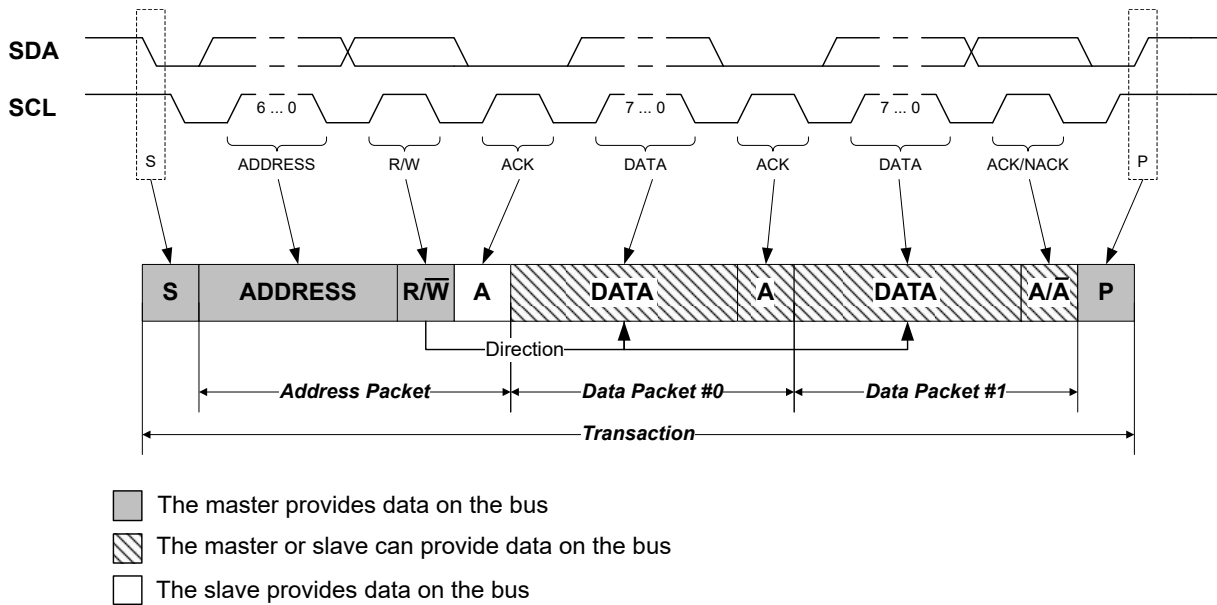 SDA
SCL
6 ... 0
7 ... 0
7 ... 0
S
ADDRESS
R/W
ACK
DATA
ACK
DATA
ACK/NACK
P
S
ADDRESS
R/W̅
A
DATA
A
DATA
A/A̅
P
Direction
Address Packet
Data Packet #0
Data Packet #1
Transaction
The master provides data on the bus
The master or slave can provide data on the bus
The slave provides data on the bus